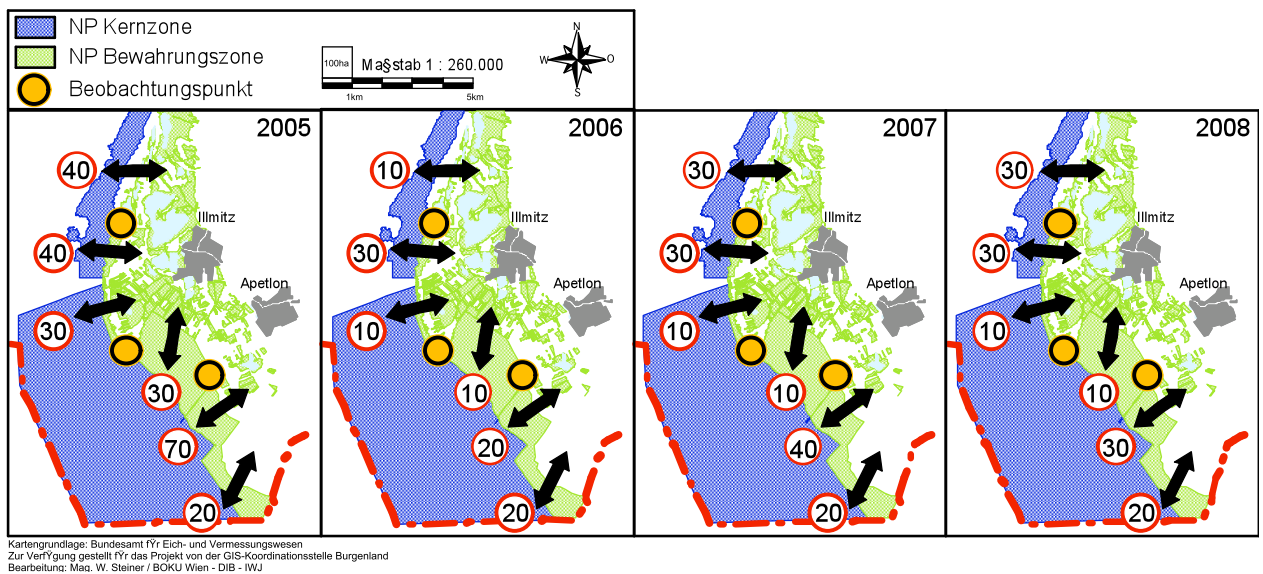 NP Kernzone
NP Bewahrungszone
Beobachtungspunkt
100ha
Ma§stab 1 : 260.000
1km 5km
N
W O
S
2005
40
Illmitz
40
Apetlon
30
30
70
20
2006
10
Illmitz
30
Apetlon
10
10
20
20
2007
30
Illmitz
30
Apetlon
10
10
40
20
2008
30
Illmitz
30
Apetlon
10
10
30
20
Kartengrundlage: Bundesamt fŸr Eich- und Vermessungswesen
Zur VerfŸgung gestellt fŸr das Projekt von der GIS-Koordinationsstelle Burgenland
Bearbeitung: Mag. W. Steiner / BOKU Wien - DIB - IWJ